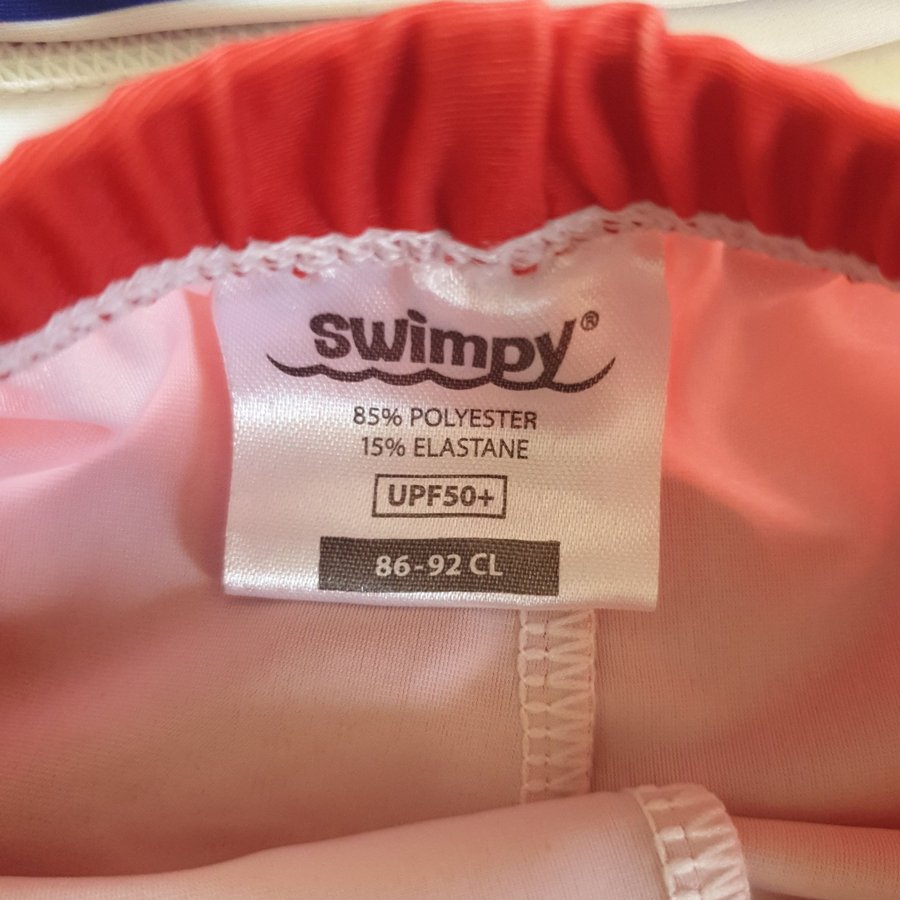 swimpy®
85% POLYESTER
15% ELASTANE
UPF50+
86-92 CL